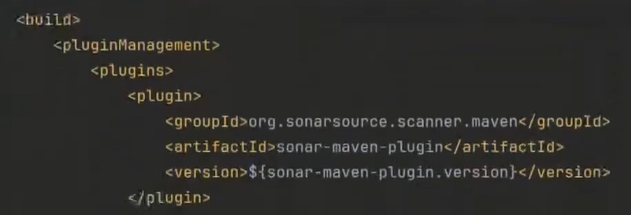 <build>
<pluginManagement>
<plugins>
<plugin>
<groupId>org.sonarsource.scanner.maven</groupId>
<artifactId>sonar-maven-plugin</artifactId>
<version>${sonar-maven-plugin.version}</version>
</plugin>